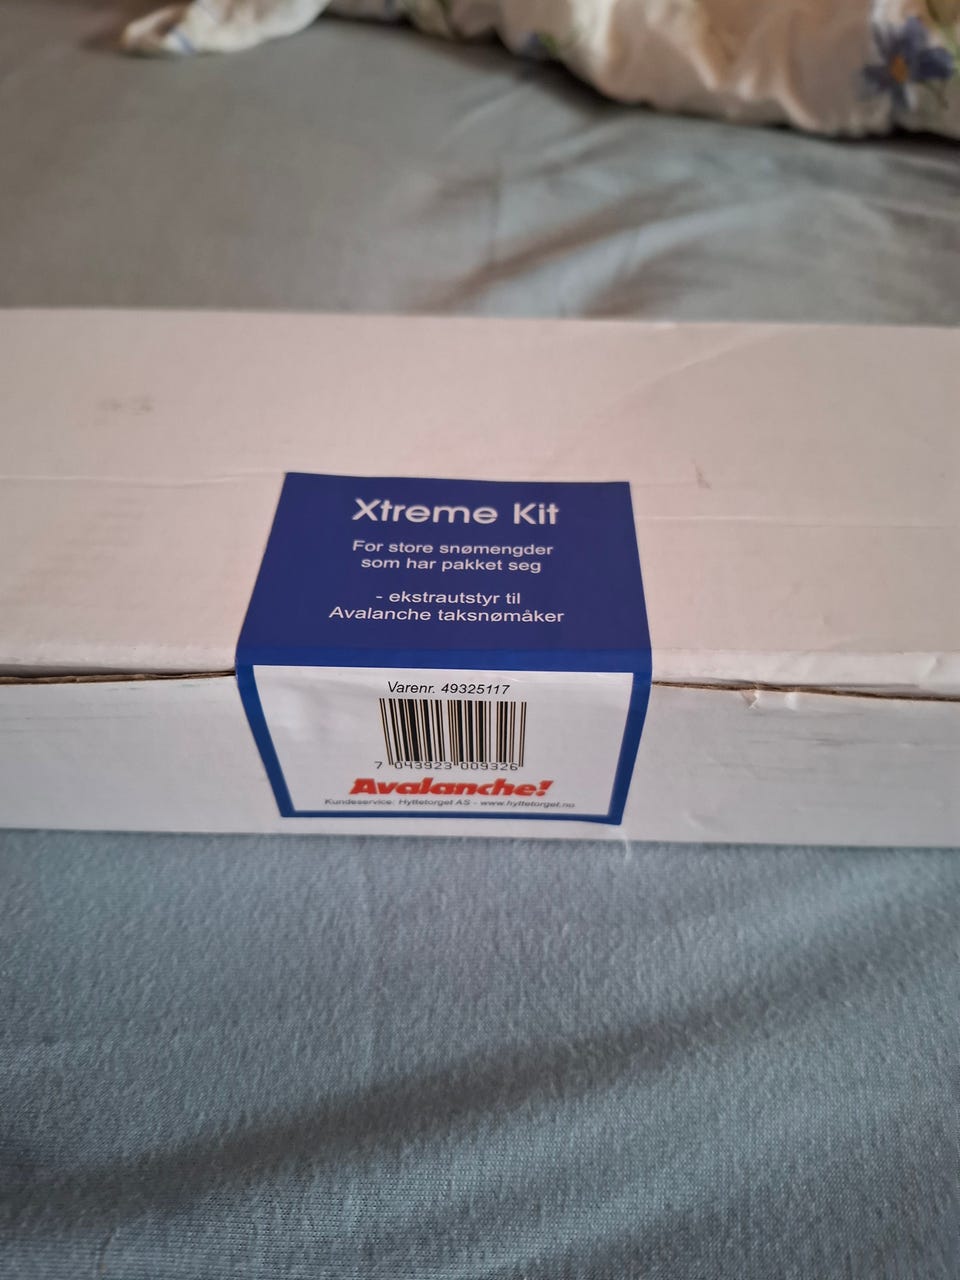 Xtreme Kit
For store snømengder
som har pakket seg
- ekstrautstyr til
Avalanche taksnømåker
Varenr. 49325117
7 043923 009326
Avalanche!
Kundeservice: Hyttetorget AS - www.hyttetorget.no